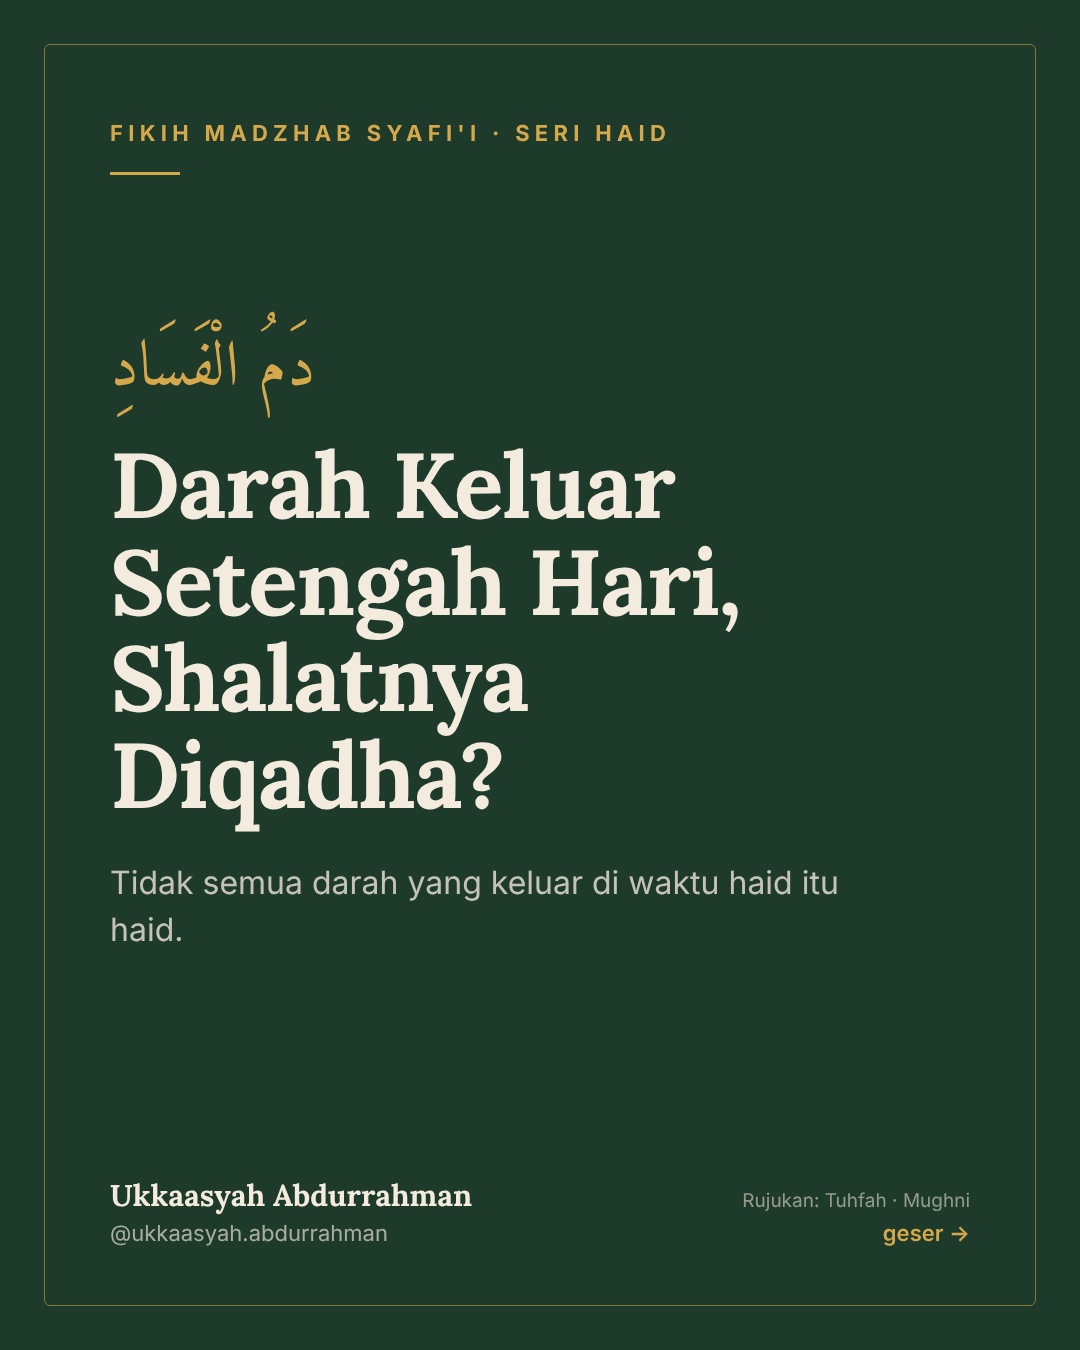 FIKIH MADZHAB SYAFI'I · SERI HAID
دَمُ الْفَسَادِ
Darah Keluar
Setengah Hari,
Shalatnya
Diqadha?
Tidak semua darah yang keluar di waktu haid itu
haid.
Ukkaasyah Abdurrahman
@ukkaasyah.abdurrahman
Rujukan: Tuhfah · Mughni
geser →